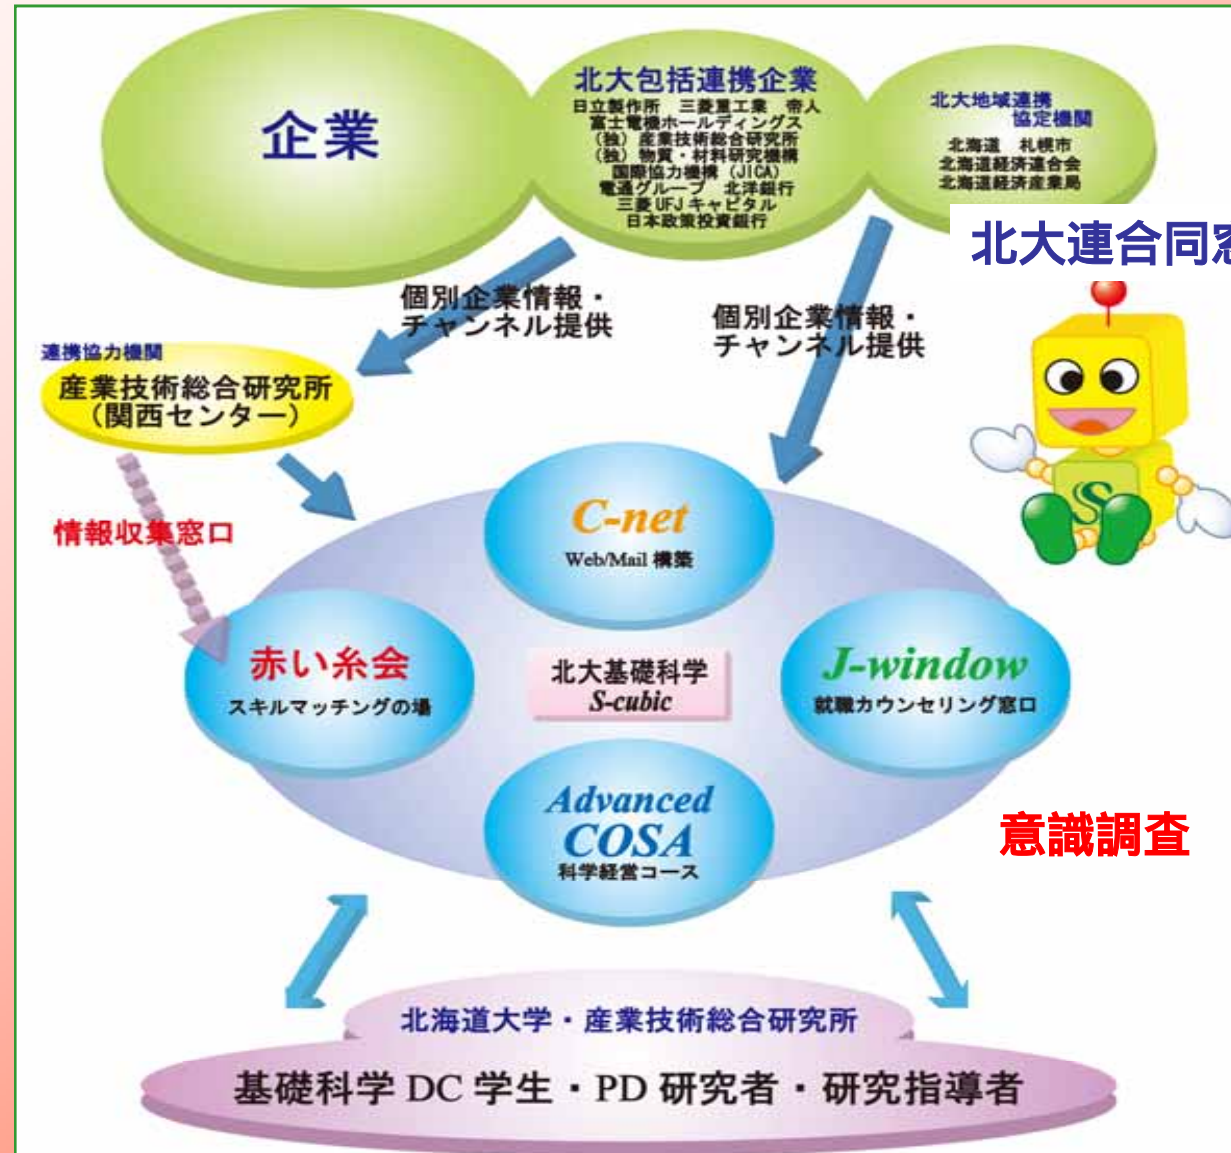 企業
北大包括連携企業
日立製作所 三菱重工業 帝人
富士電機ホールディングス
(独)産業技術総合研究所
(独)物質・材料研究機構
国際協力機構(JICA)
電通グループ 北洋銀行
三菱UFJキャピタル
日本政策投資銀行
北大地域連携
協定機関
北海道 札幌市
北海道経済連合会
北海道経済産業局
北大連合同窓
個別企業情報・
チャンネル提供
個別企業情報・
チャンネル提供
連携協力機関
産業技術総合研究所
(関西センター)
情報収集窓口
S
C-net
Web/Mail 構築
赤い糸会
スキルマッチングの場
北大基礎科学
S-cubic
J-window
就職カウンセリング窓口
Advanced
COSA
科学経営コース
意識調査
北海道大学・産業技術総合研究所
基礎科学 DC 学生・PD 研究者・研究指導者